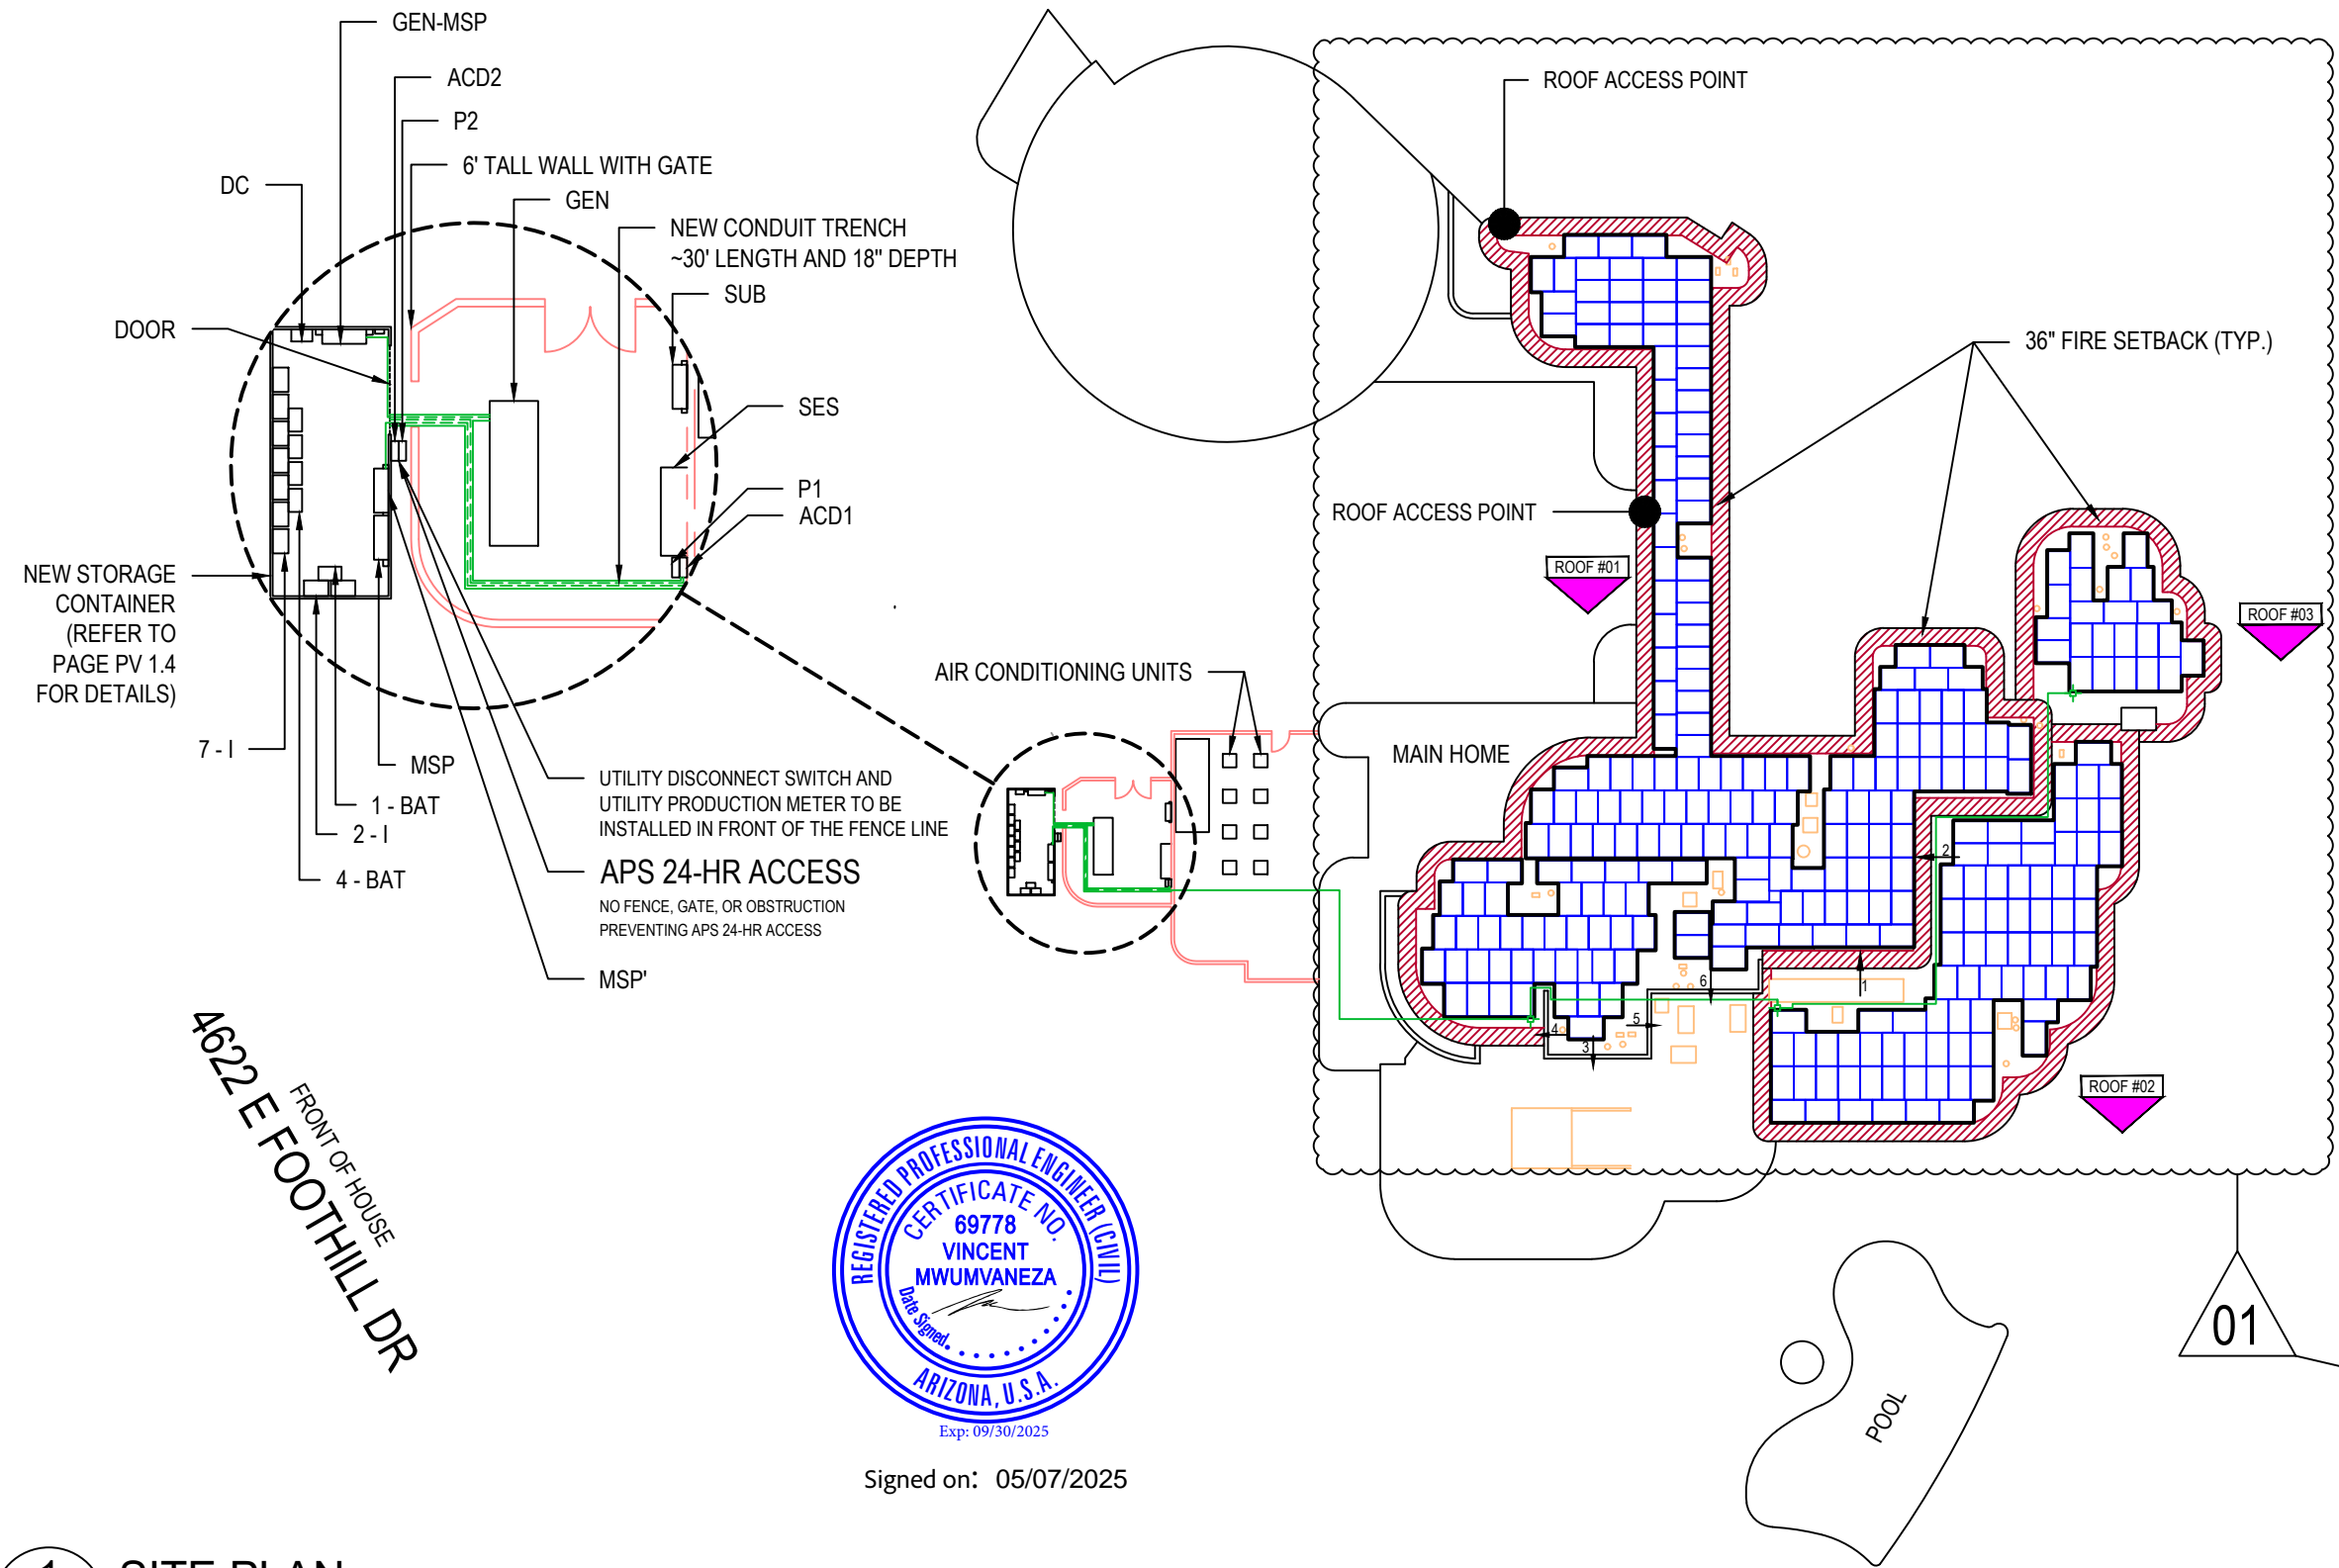 GEN-MSP
ACD2
P2
6' TALL WALL WITH GATE
DC
GEN
NEW CONDUIT TRENCH
~30' LENGTH AND 18" DEPTH
SUB
DOOR
SES
P1
ACD1
NEW STORAGE
CONTAINER
(REFER TO
PAGE PV 1.4
FOR DETAILS)
7 - I
MSP
1 - BAT
2 - I
4 - BAT
UTILITY DISCONNECT SWITCH AND
UTILITY PRODUCTION METER TO BE
INSTALLED IN FRONT OF THE FENCE LINE
APS 24-HR ACCESS
NO FENCE, GATE, OR OBSTRUCTION
PREVENTING APS 24-HR ACCESS
MSP'
AIR CONDITIONING UNITS
ROOF ACCESS POINT
36" FIRE SETBACK (TYP.)
ROOF ACCESS POINT
ROOF #01
ROOF #03
MAIN HOME
2
6
1
5
4
3
ROOF #02
01
POOL
FRONT OF HOUSE
4622 E FOOTHILL DR
REGISTERED PROFESSIONAL ENGINEER (CIVIL)
CERTIFICATE NO.
69778
VINCENT
MWUMVANEZA
Date Signed
ARIZONA, U.S.A.
Exp: 09/30/2025
Signed on: 05/07/2025